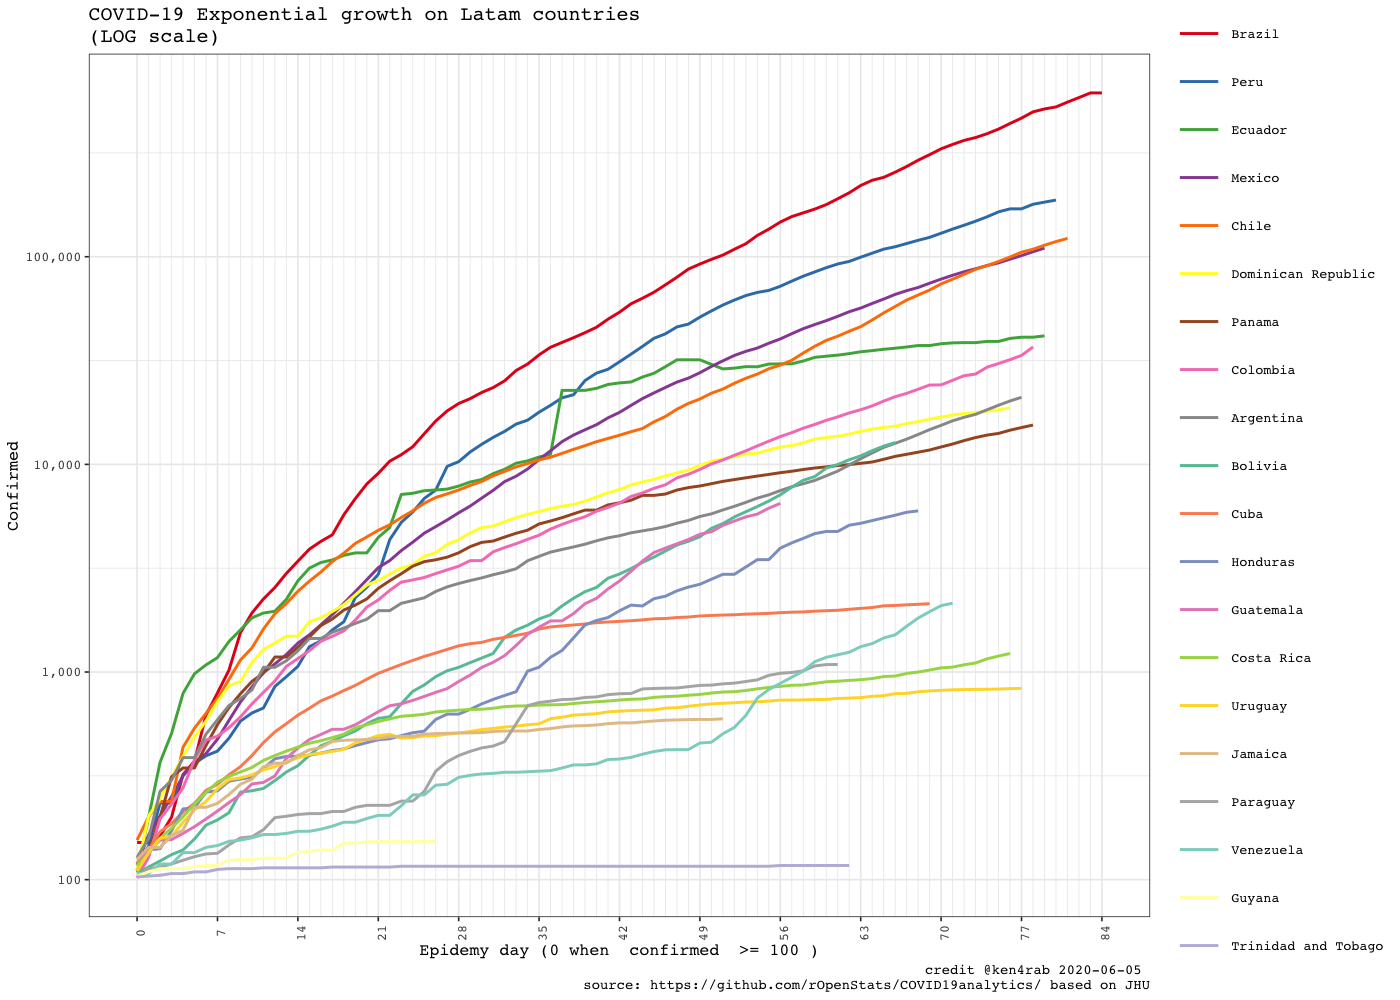 COVID-19 Exponential growth on Latam countries
(LOG scale)
Confirmed
100,000
10,000
1,000
100
0 7 14 21 28 35 42 49 56 63 70 77 84
Epidemy day (0 when confirmed >= 100 )
Brazil
Peru
Ecuador
Mexico
Chile
Dominican Republic
Panama
Colombia
Argentina
Bolivia
Cuba
Honduras
Guatemala
Costa Rica
Uruguay
Jamaica
Paraguay
Venezuela
Guyana
Trinidad and Tobago
credit @ken4rab 2020-06-05
source: https://github.com/rOpenStats/COVID19analytics/ based on JHU